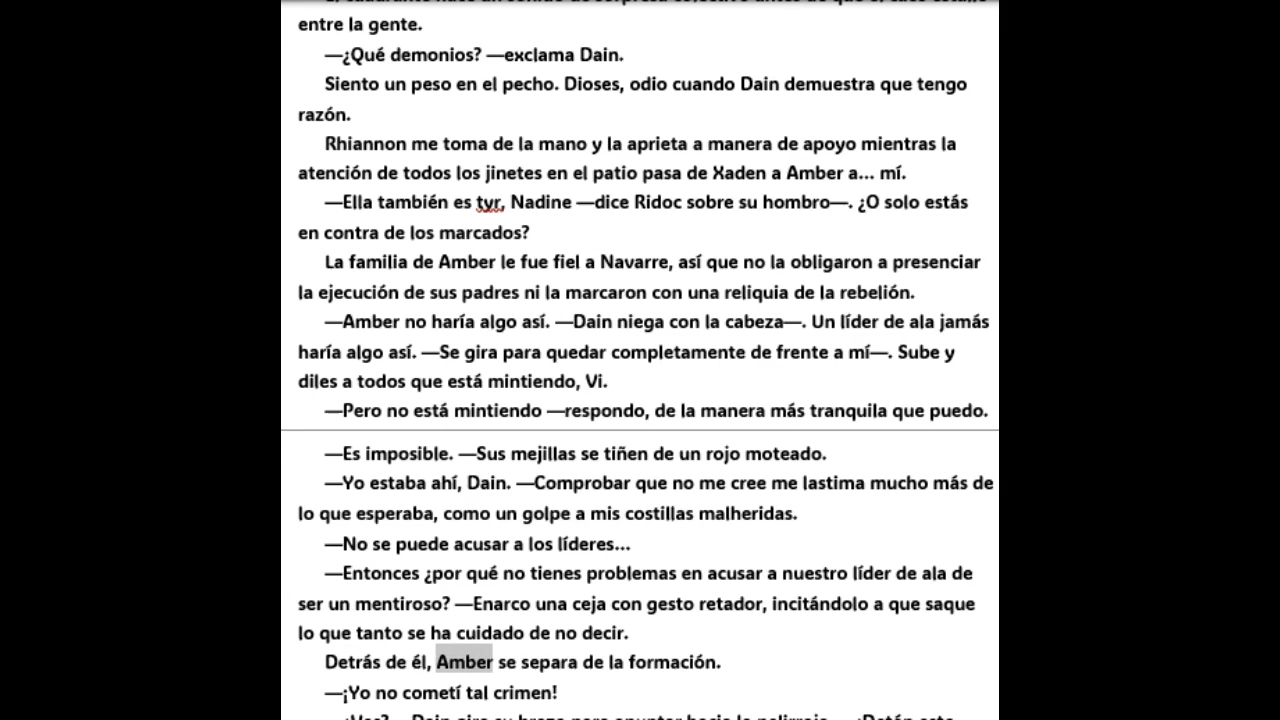 entre la gente.
—¿Qué demonios? —exclama Dain.
Siento un peso en el pecho. Dioses, odio cuando Dain demuestra que tengo
razón.
Rhiannon me toma de la mano y la aprieta a manera de apoyo mientras la
atención de todos los jinetes en el patio pasa de Xaden a Amber a... mí.
—Ella también es tyr, Nadine —dice Ridoc sobre su hombro—. ¿O solo estás
en contra de los marcados?
La familia de Amber le fue fiel a Navarre, así que no la obligaron a presenciar
la ejecución de sus padres ni la marcaron con una reliquia de la rebelión.
—Amber no haría algo así. —Dain niega con la cabeza—. Un líder de ala jamás
haría algo así. —Se gira para quedar completamente de frente a mí—. Sube y
diles a todos que está mintiendo, Vi.
—Pero no está mintiendo —respondo, de la manera más tranquila que puedo.
—Es imposible. —Sus mejillas se tiñen de un rojo moteado.
—Yo estaba ahí, Dain. —Comprobar que no me cree me lastima mucho más de
lo que esperaba, como un golpe a mis costillas malheridas.
—No se puede acusar a los líderes...
—Entonces ¿por qué no tienes problemas en acusar a nuestro líder de ala de
ser un mentiroso? —Enarco una ceja con gesto retador, incitándolo a que saque
lo que tanto se ha cuidado de no decir.
Detrás de él, Amber se separa de la formación.
—¡Yo no cometí tal crimen!